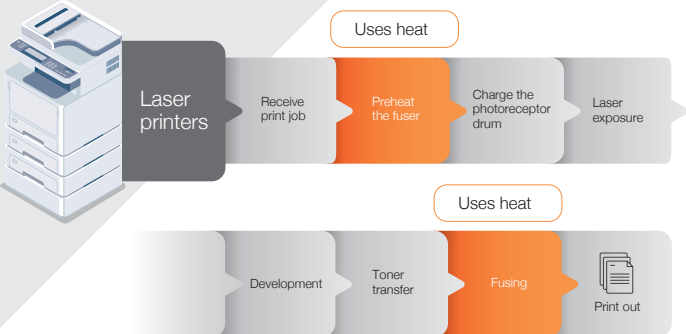 Uses heat
Laser
printers
Receive
print job
Preheat
the fuser
Charge the
photoreceptor
drum
Laser
exposure
Uses heat
Development
Toner
transfer
Fusing
Print out